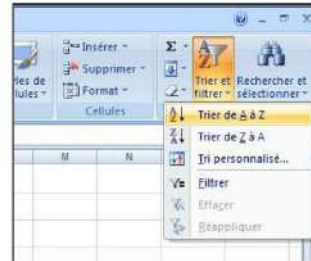 Insérer
Supprimer
Format
Cellules
Trier et
filtrer
Rechercher et
sélectionner
Trier de A à Z
Trier de Z à A
Tri personnalisé...
Filtrer
Effacer
Réappliquer
M N